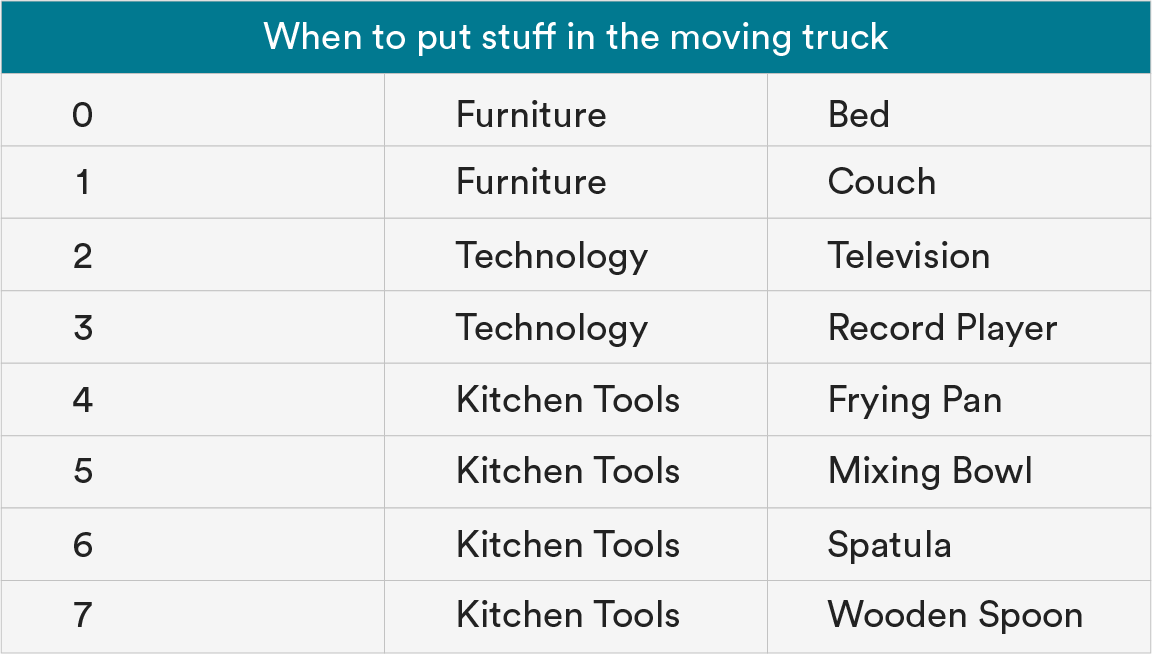 When to put stuff in the moving truck
0 Furniture Bed
1 Furniture Couch
2 Technology Television
3 Technology Record Player
4 Kitchen Tools Frying Pan
5 Kitchen Tools Mixing Bowl
6 Kitchen Tools Spatula
7 Kitchen Tools Wooden Spoon